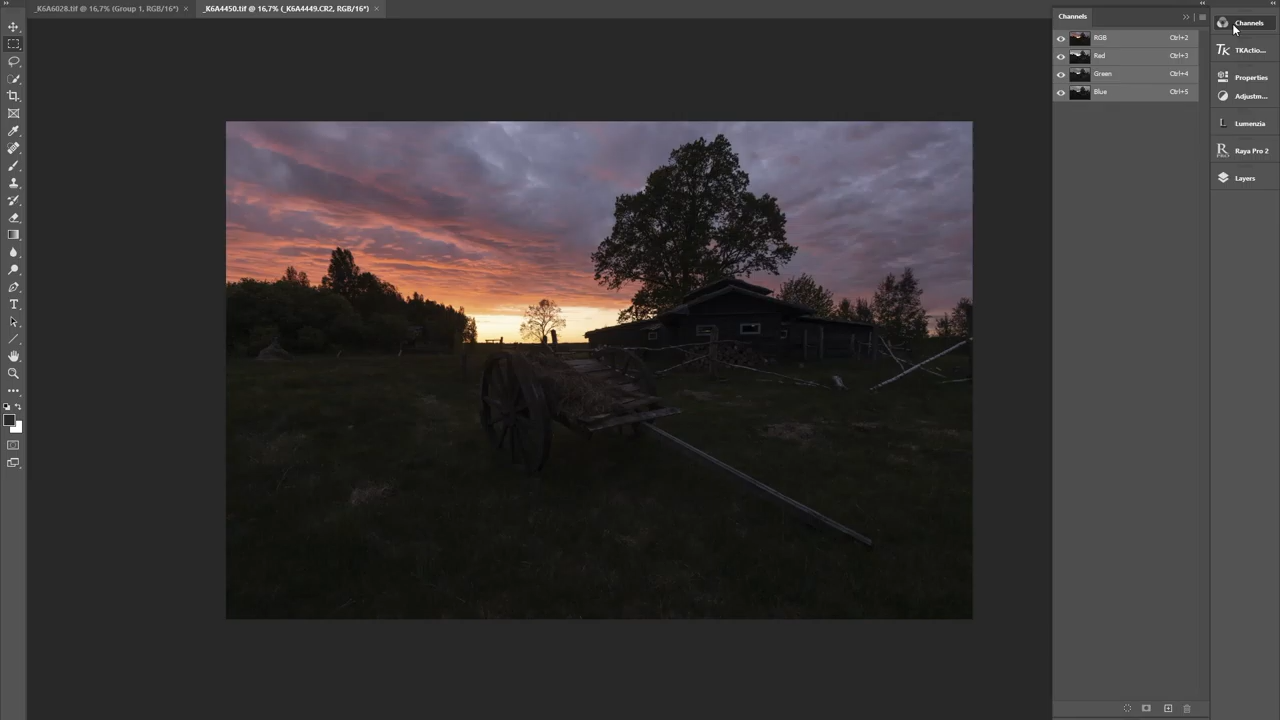 _K6A6028.tif @ 16,7% (Group 1, RGB/16*) ×
_K6A4450.tif @ 16,7% (_K6A4449.CR2, RGB/16*) ×
Channels
RGB Ctrl+2
Red Ctrl+3
Green Ctrl+4
Blue Ctrl+5
Channels
TK TKActio...
Properties
Adjustm...
L Lumenzia
R PRO Raya Pro 2
Layers